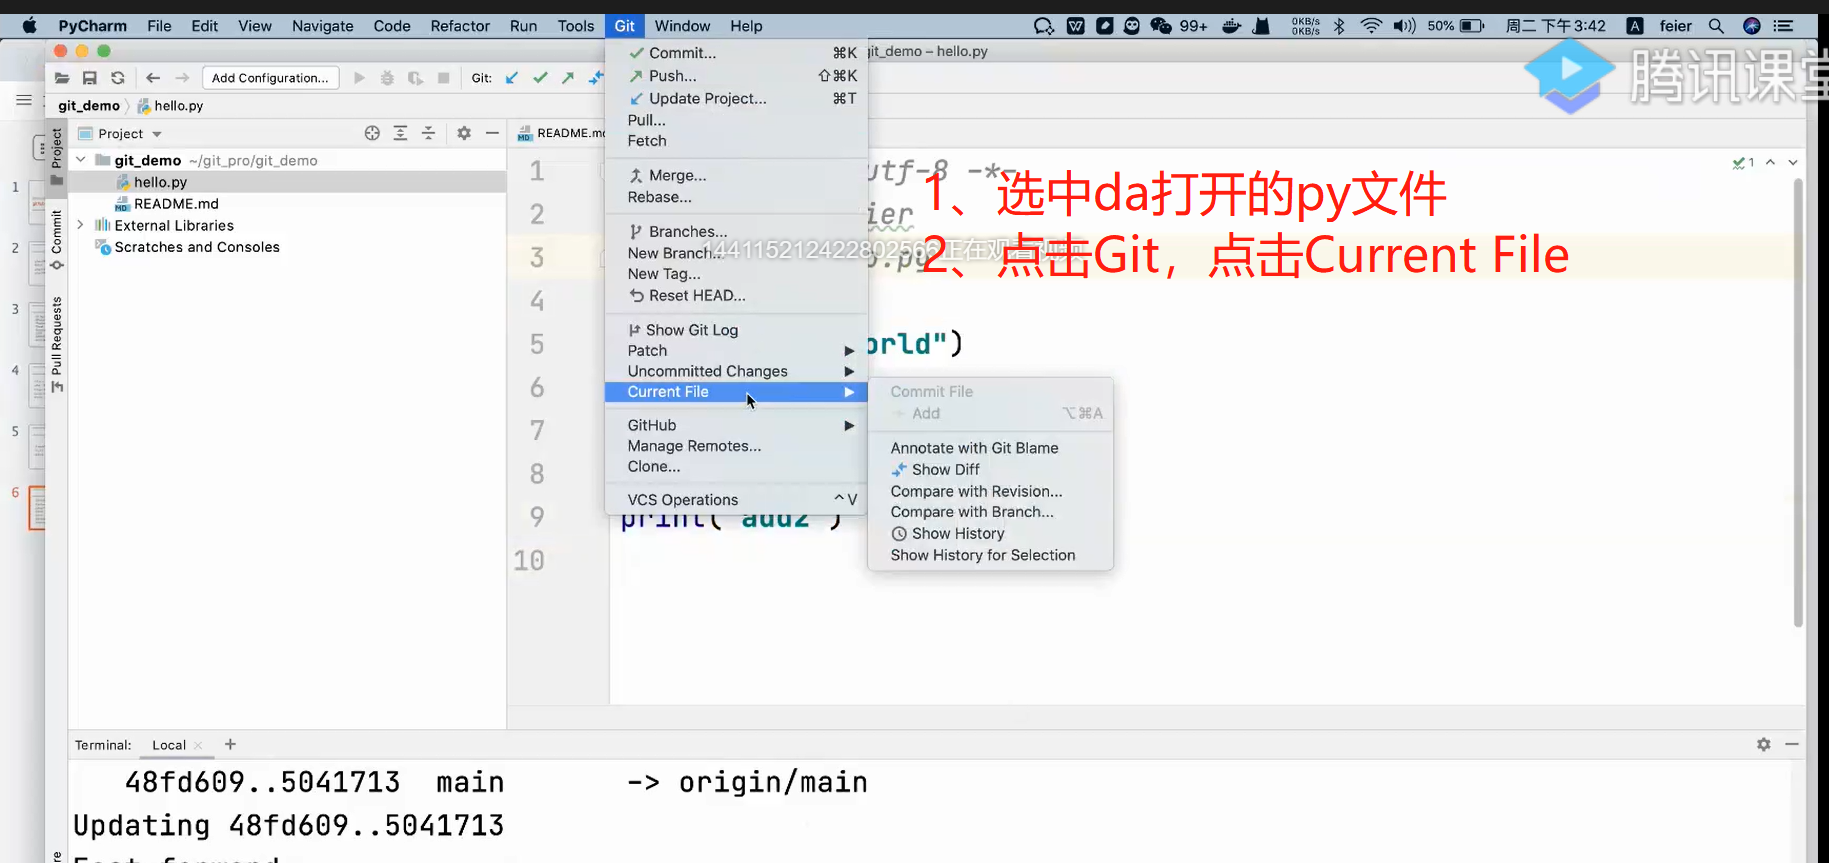 PyCharm File Edit View Navigate Code Refactor Run Tools Git Window Help 99+ 0KB/s 0KB/s 50% 周二 下午3:42 A feier
git_demo – hello.py
腾讯课堂
Add Configuration... Git:
git_demo hello.py
Project
README.md
git_demo ~/git_pro/git_demo
hello.py
README.md
External Libraries
Scratches and Consoles
Project
Commit
Pull Requests
1
2
3
4
5
6
Commit... ⌘K
Push... ⇧⌘K
Update Project... ⌘T
Pull...
Fetch
Merge...
Rebase...
Branches...
New Branch...
New Tag...
Reset HEAD...
Show Git Log
Patch
Uncommitted Changes
Current File
GitHub
Manage Remotes...
Clone...
VCS Operations ^V
Commit File
Add ⌥⌘A
Annotate with Git Blame
Show Diff
Compare with Revision...
Compare with Branch...
Show History
Show History for Selection
1 utf-8 -*-
2 ier
3 o.py
4
5 orld")
6
7
8
9 print("add2")
10
1
144115212422802566正在观看视频
1、选中da打开的py文件
2、点击Git，点击Current File
Terminal: Local +
48fd609..5041713 main -> origin/main
Updating 48fd609..5041713
Fast-forward